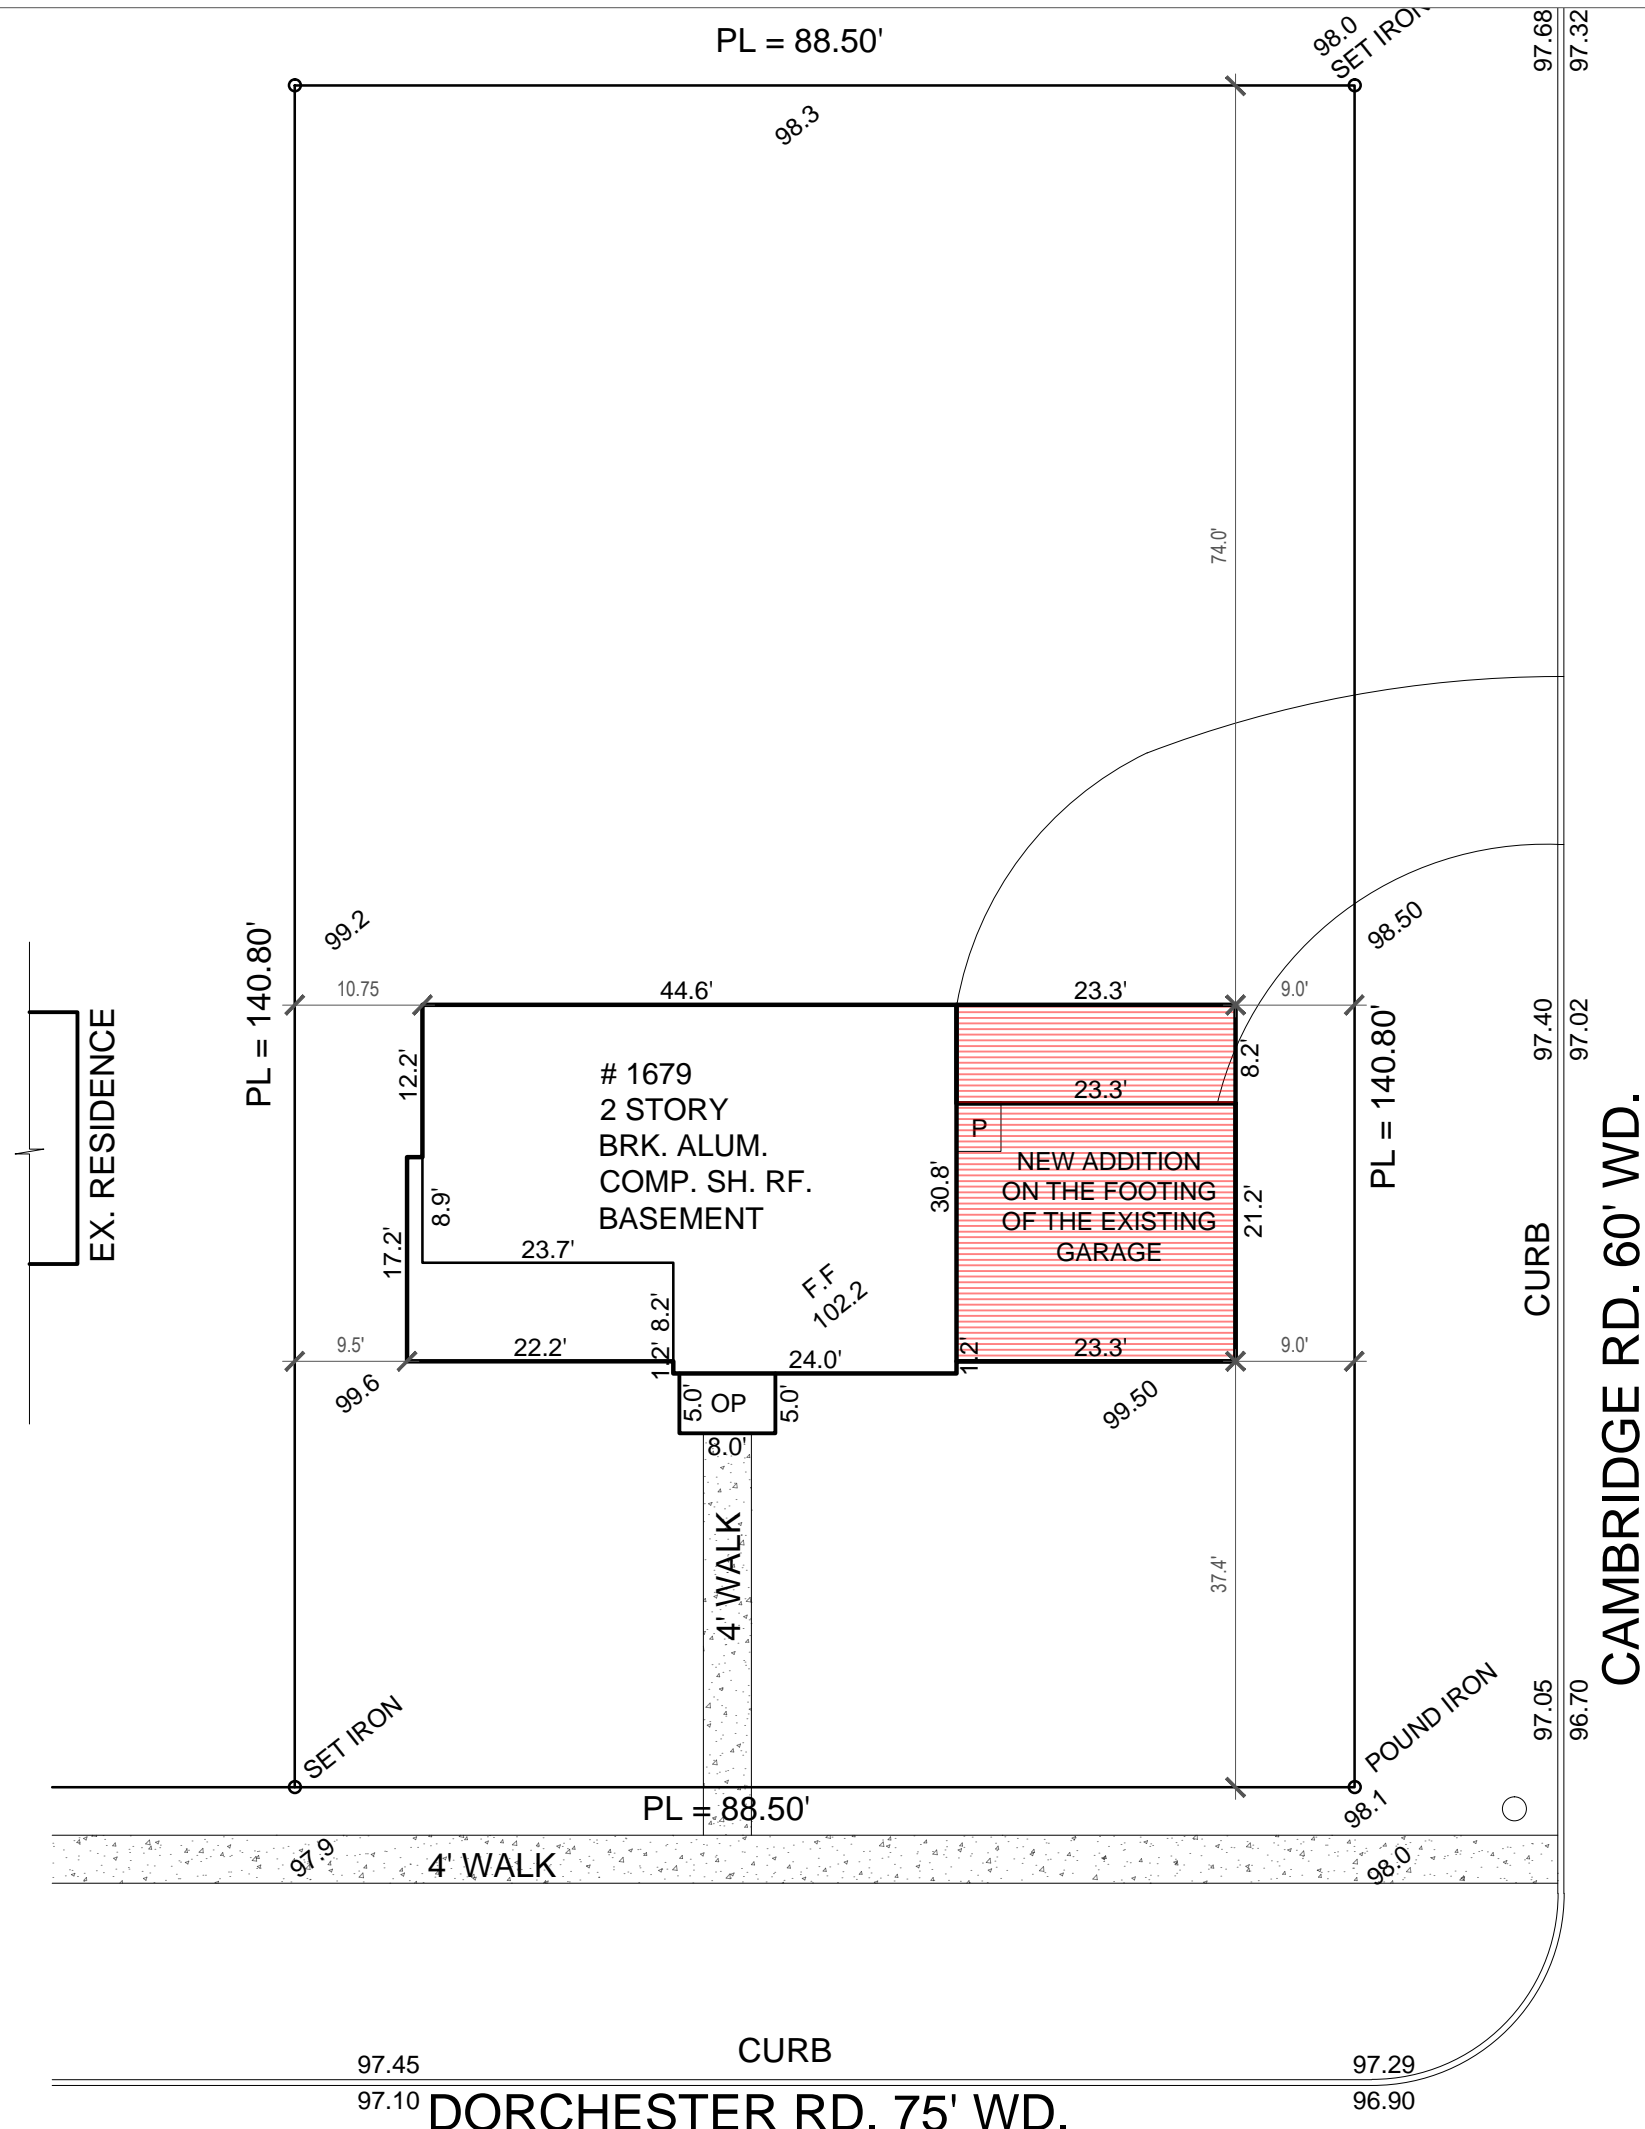 PL = 88.50'
98.0
SET IRON
97.68
97.32
98.3
74.0'
99.2
98.50
PL = 140.80'
10.75
44.6'
23.3'
9.0'
97.40
97.02
EX. RESIDENCE
12.2'
# 1679
2 STORY
BRK. ALUM.
COMP. SH. RF.
BASEMENT
23.3'
8.2'
PL = 140.80'
P
NEW ADDITION
ON THE FOOTING
OF THE EXISTING
GARAGE
30.8'
21.2'
8.9'
17.2'
23.7'
F.F
102.2
CURB
CAMBRIDGE RD. 60' WD.
8.2'
9.5'
22.2'
1.2'
24.0'
1.2'
23.3'
9.0'
99.6
5.0'
OP
5.0'
99.50
8.0'
4' WALK
37.4'
SET IRON
POUND IRON
97.05
96.70
PL = 88.50'
98.1
97.9
4' WALK
98.0
CURB
97.45
97.29
97.10
DORCHESTER RD. 75' WD.
96.90